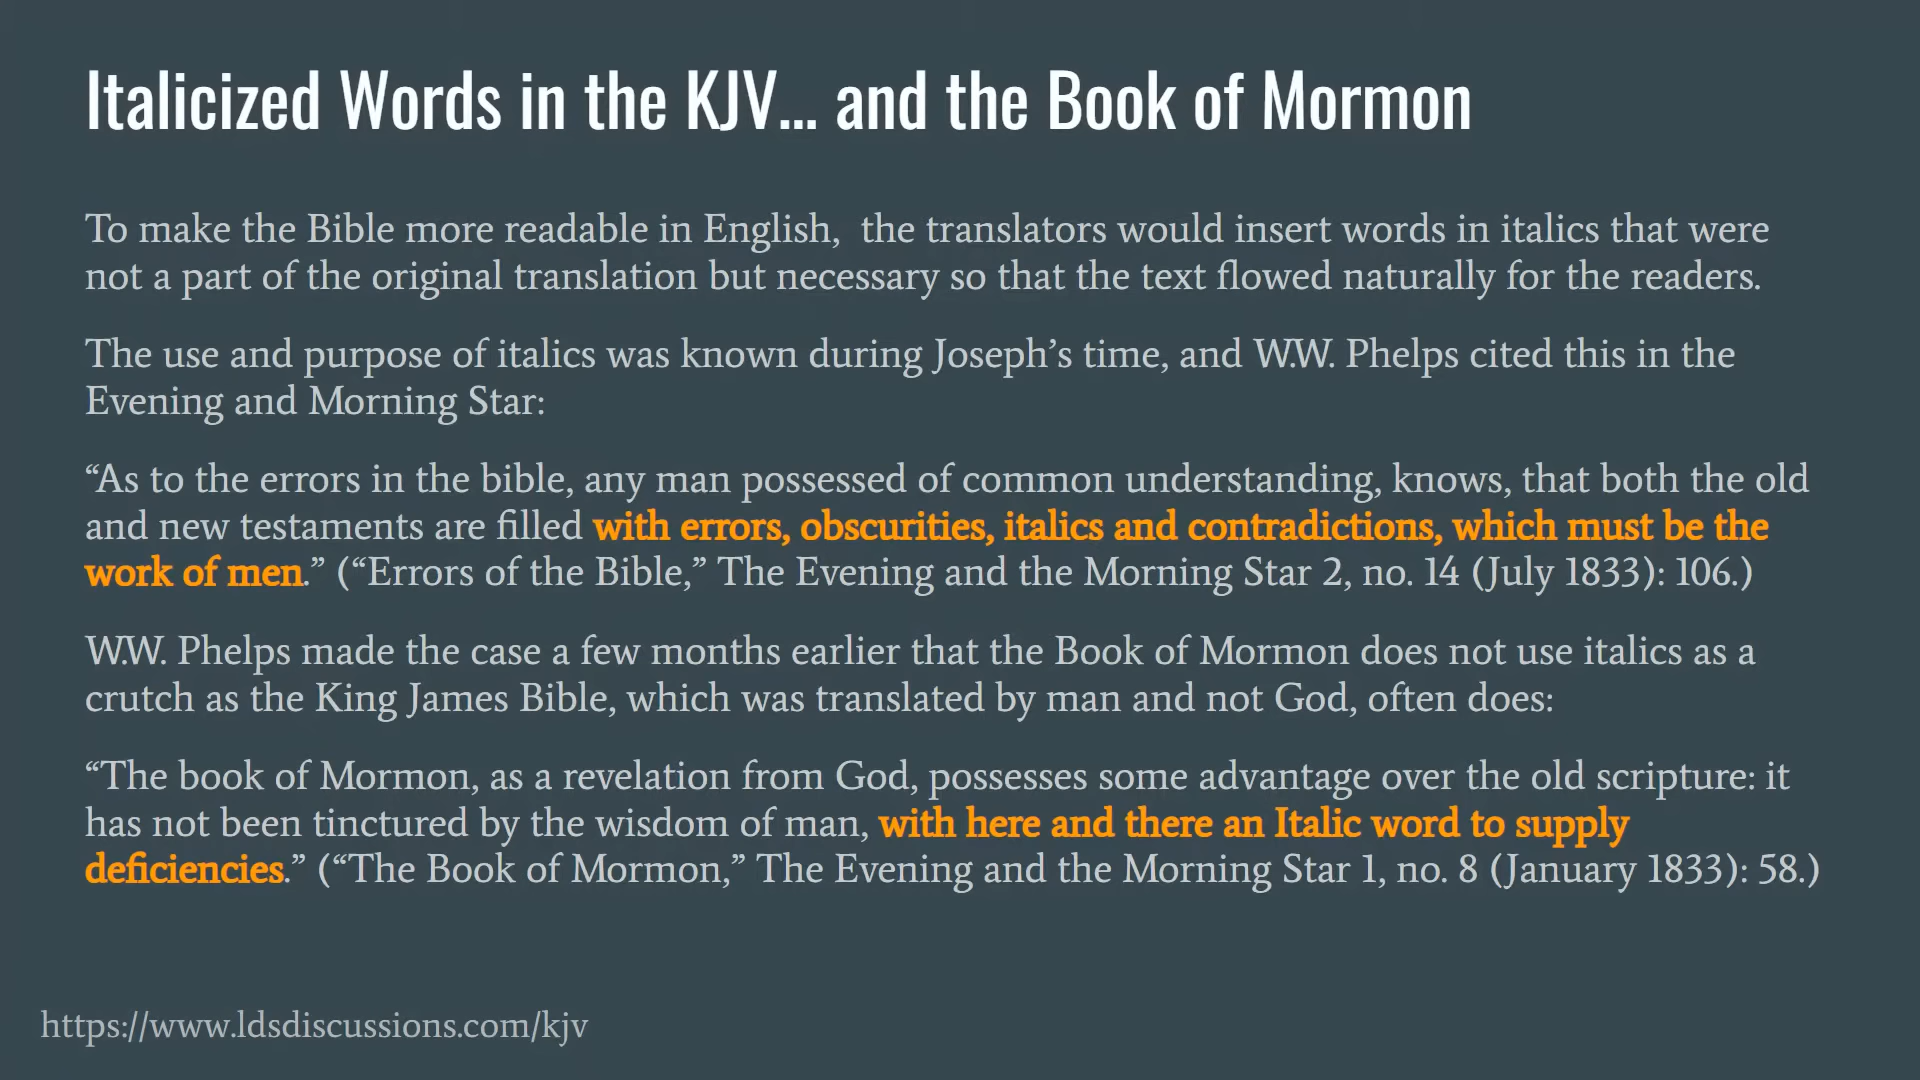 Italicized Words in the KJV... and the Book of Mormon
To make the Bible more readable in English,  the translators would insert words in italics that were
not a part of the original translation but necessary so that the text flowed naturally for the readers.
The use and purpose of italics was known during Joseph’s time, and W.W. Phelps cited this in the
Evening and Morning Star:
“As to the errors in the bible, any man possessed of common understanding, knows, that both the old
and new testaments are filled with errors, obscurities, italics and contradictions, which must be the
work of men.” (“Errors of the Bible,” The Evening and the Morning Star 2, no. 14 (July 1833): 106.)
W.W. Phelps made the case a few months earlier that the Book of Mormon does not use italics as a
crutch as the King James Bible, which was translated by man and not God, often does:
“The book of Mormon, as a revelation from God, possesses some advantage over the old scripture: it
has not been tinctured by the wisdom of man, with here and there an Italic word to supply
deficiencies.” (“The Book of Mormon,” The Evening and the Morning Star 1, no. 8 (January 1833): 58.)
https://www.ldsdiscussions.com/kjv